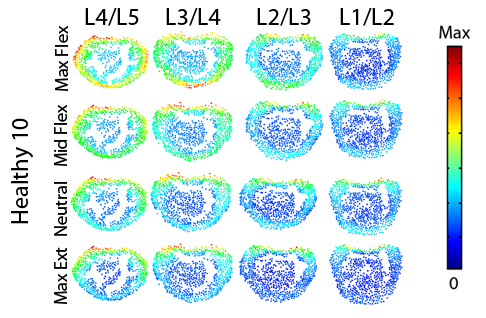 L4/L5 L3/L4 L2/L3 L1/L2
Max
Max Flex
Mid Flex
Healthy 10
Neutral
Max Ext
0